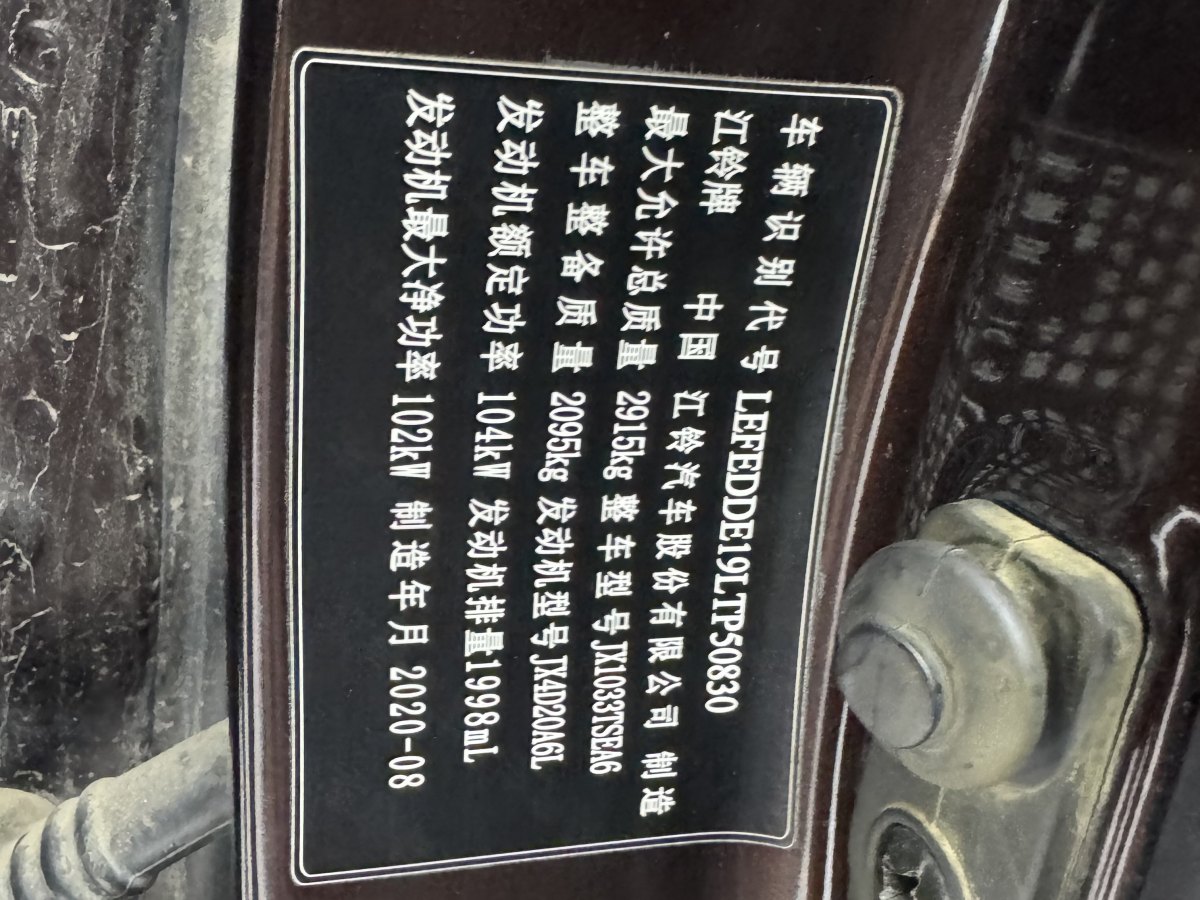 车辆识别代号 LEFEDDE19LTP50830
江铃牌 中国 江铃汽车股份有限公司 制造
最大允许总质量 2915kg 整车型号 JX1033TSEA6
整车整备质量 2095kg 发动机型号 JX4D20A6L
发动机额定功率 104kW 发动机排量 1998ml
发动机最大净功率 102kW 制造年月 2020-08